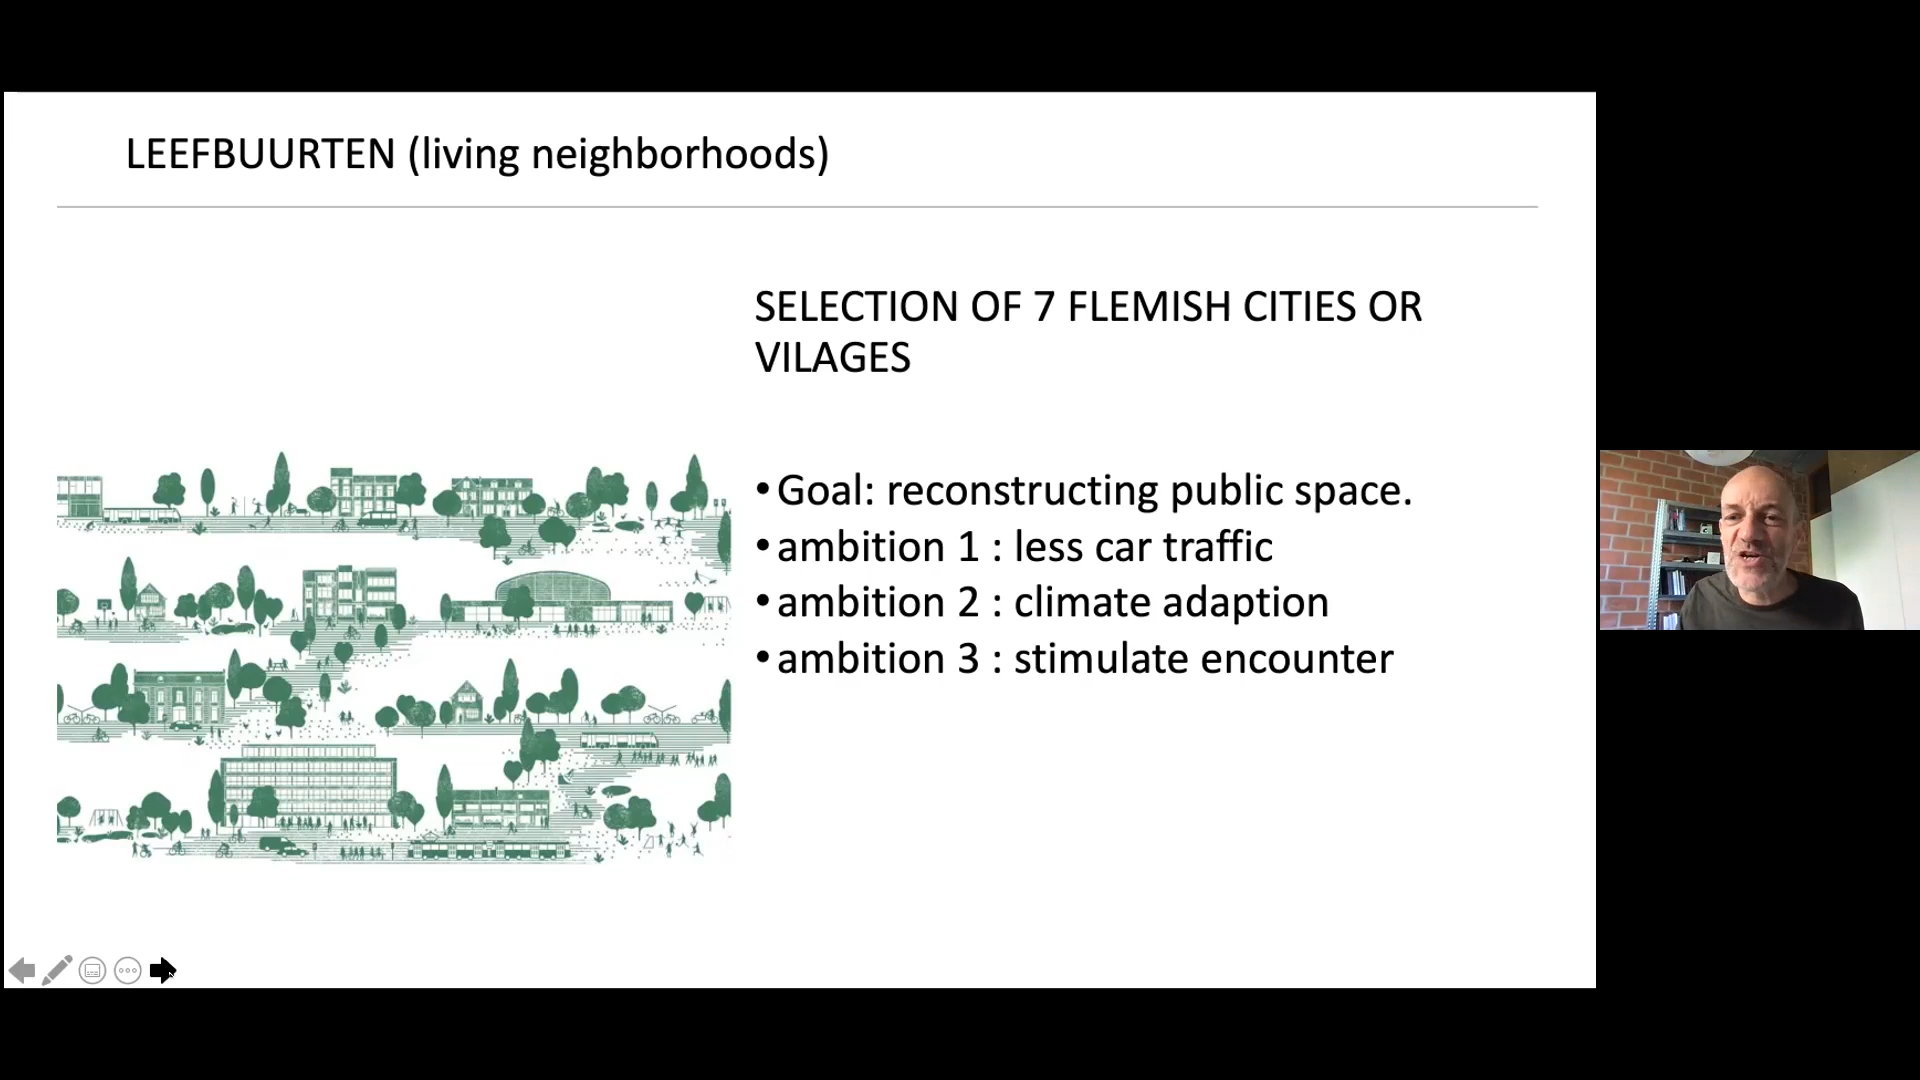 LEEFBUURTEN (living neighborhoods)
SELECTION OF 7 FLEMISH CITIES OR
VILAGES
•Goal: reconstructing public space.
•ambition 1 : less car traffic
•ambition 2 : climate adaption
•ambition 3 : stimulate encounter